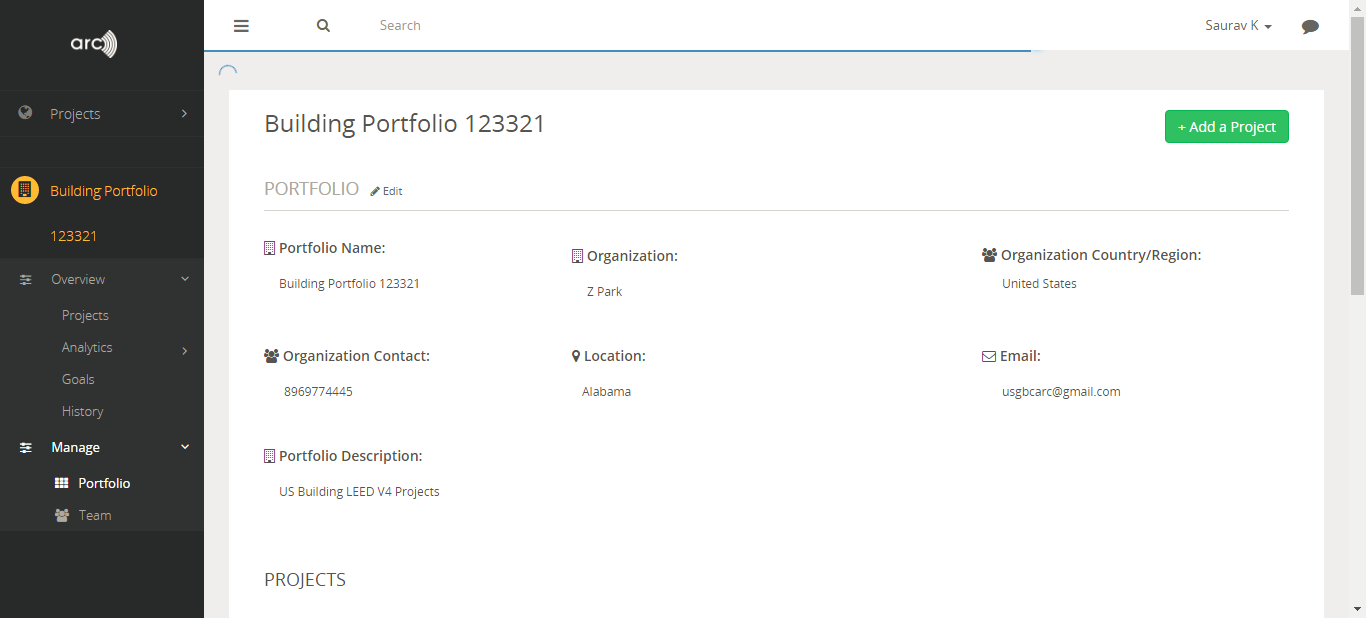 arc
Search
Saurav K
Projects
Building Portfolio
123321
Overview
Projects
Analytics
Goals
History
Manage
Portfolio
Team
Building Portfolio 123321
+ Add a Project
PORTFOLIO Edit
Portfolio Name:
Building Portfolio 123321
Organization:
Z Park
Organization Country/Region:
United States
Organization Contact:
8969774445
Location:
Alabama
Email:
usgbcarc@gmail.com
Portfolio Description:
US Building LEED V4 Projects
PROJECTS